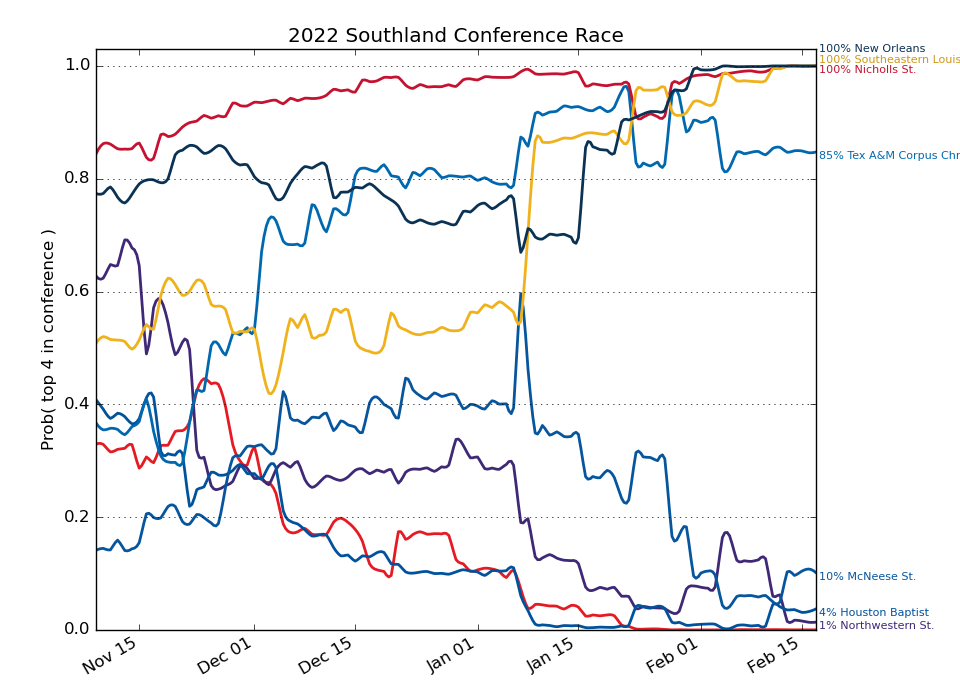 2022 Southland Conference Race
Prob( top 4 in conference )
1.0
0.8
0.6
0.4
0.2
0.0
Nov 15
Dec 01
Dec 15
Jan 01
Jan 15
Feb 01
Feb 15
100% New Orleans
100% Southeastern Louis
100% Nicholls St.
85% Tex A&M Corpus Chr
10% McNeese St.
4% Houston Baptist
1% Northwestern St.